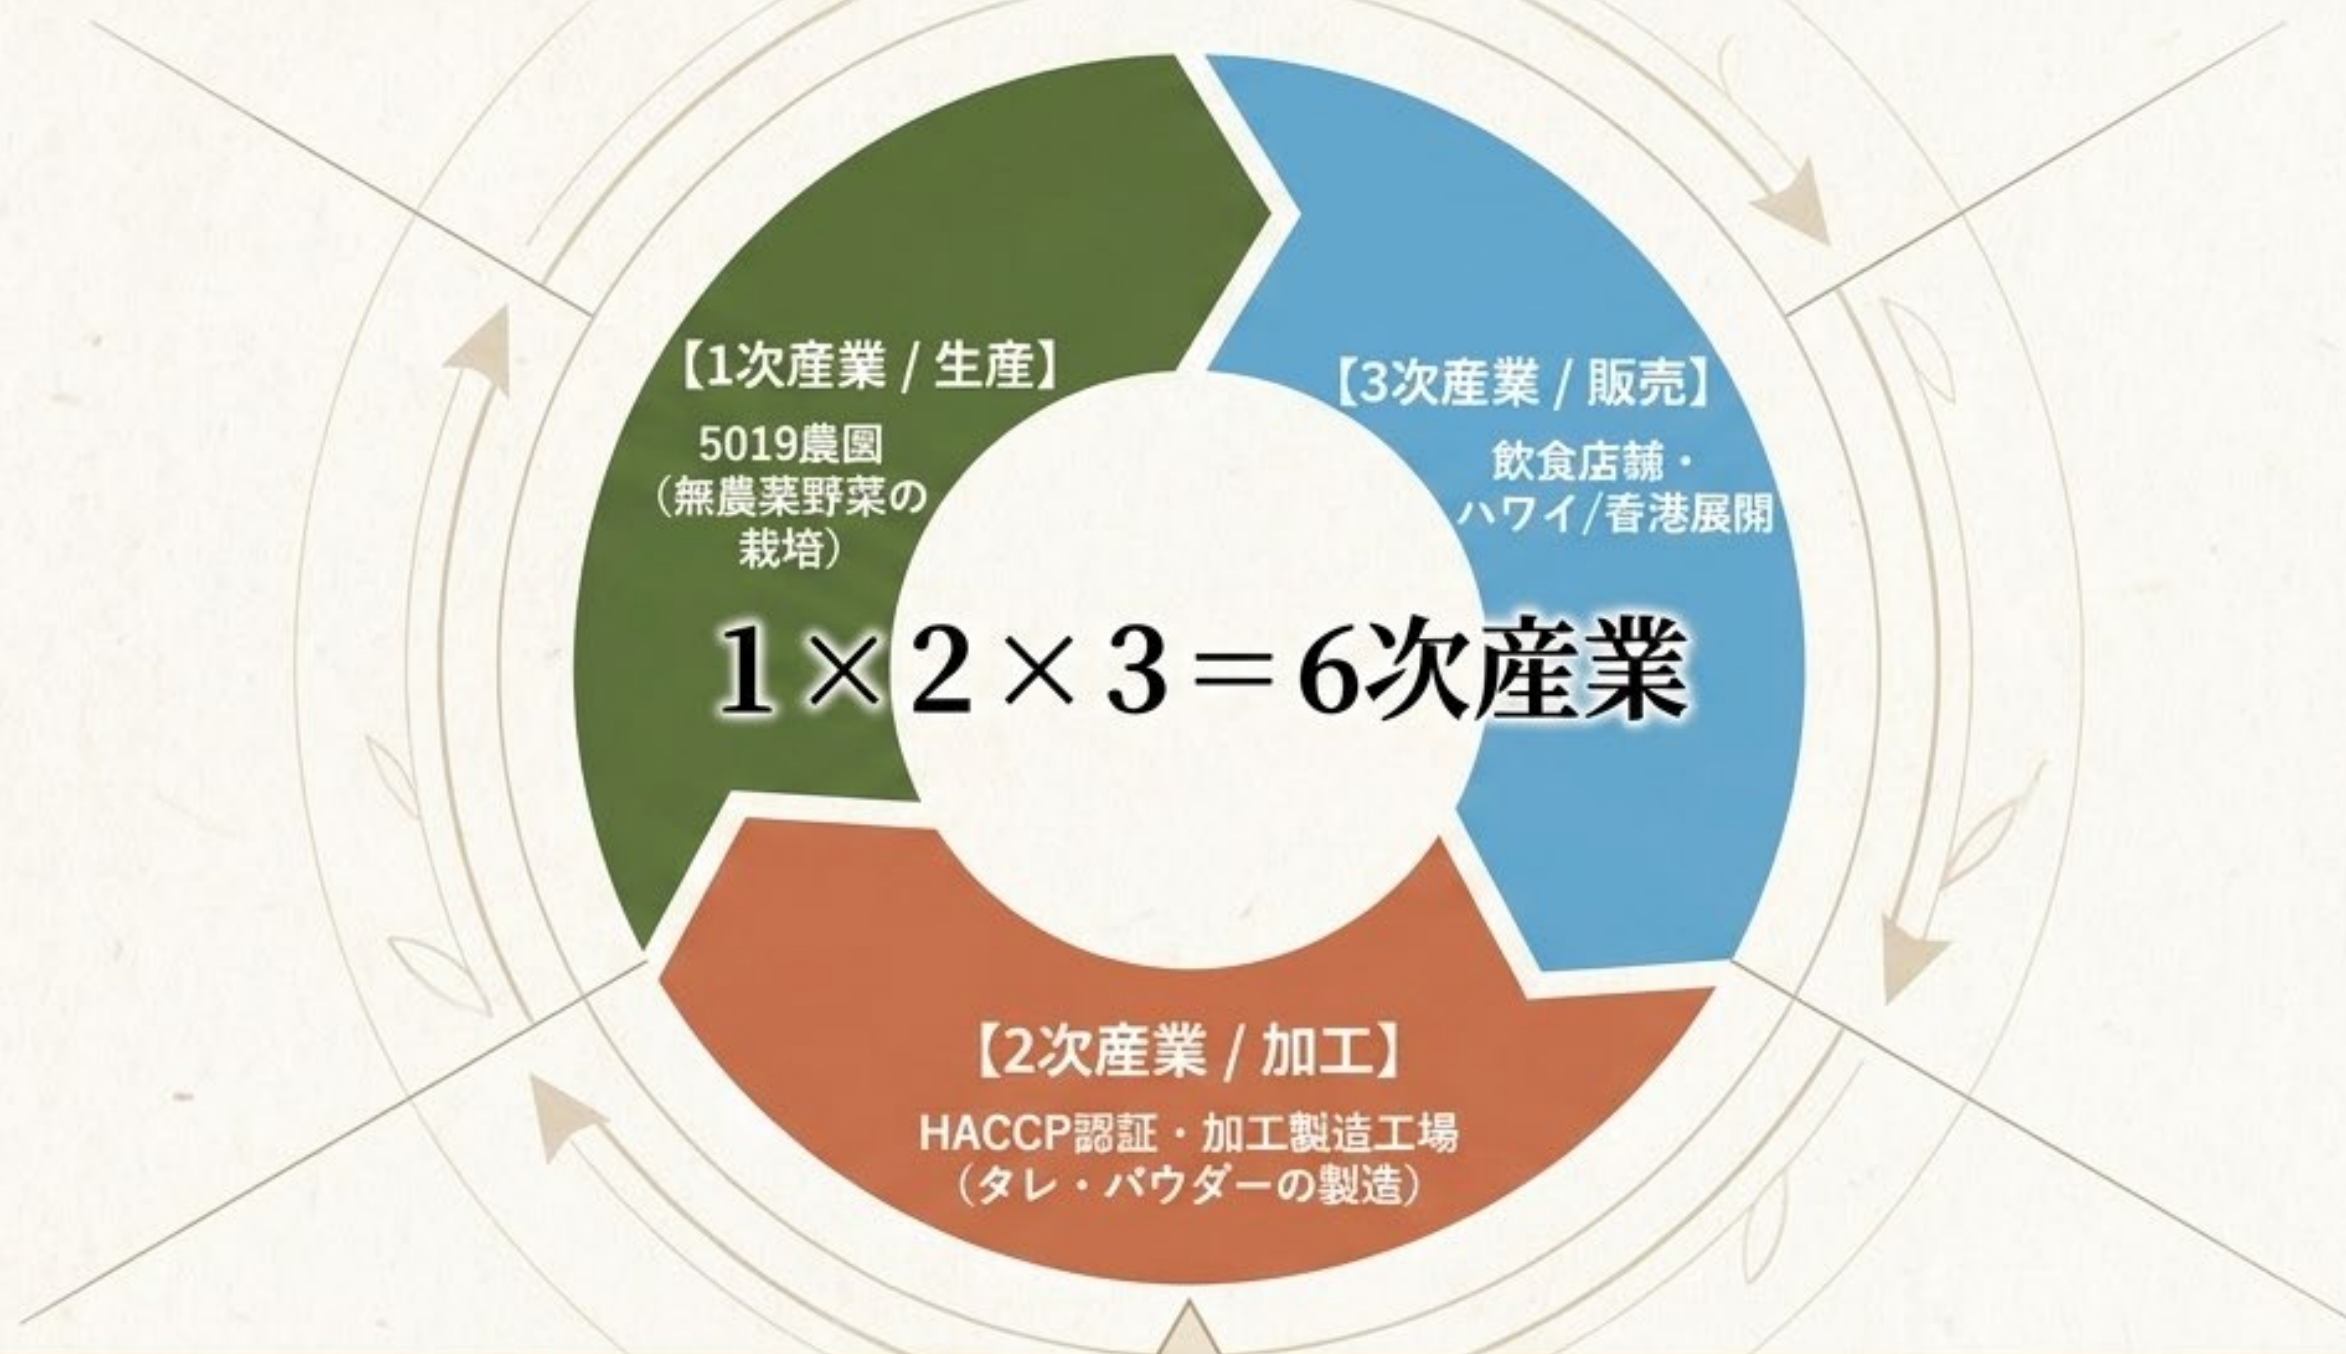 【1次産業 / 生産】
5019農園
（無農薬野菜の
栽培）
【3次産業 / 販売】
飲食店舗・
ハワイ/香港展開
1×2×3＝6次産業
【2次産業 / 加工】
HACCP認証・加工製造工場
（タレ・パウダーの製造）